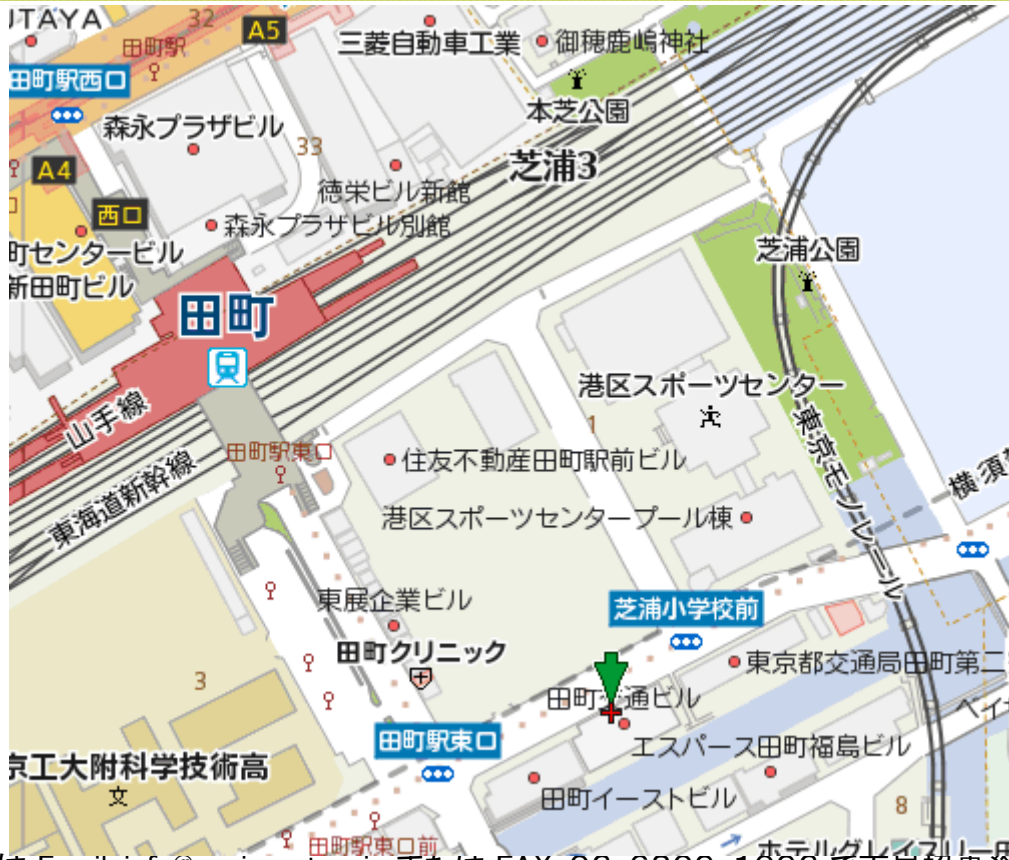 UTAYA
32
A5
田町駅
三菱自動車工業
御穂鹿嶋神社
田町駅西口
本芝公園
森永プラザビル
33
芝浦3
A4
徳栄ビル新館
西口
森永プラザビル別館
町センタービル
芝浦公園
新田町ビル
田町
港区スポーツセンター
山手線
1
東京モノレール
田町駅東口
住友不動産田町駅前ビル
東海道新幹線
横須
港区スポーツセンタープール棟
東展企業ビル
芝浦小学校前
田町クリニック
東京都交通局田町第二
3
田町交通ビル
ベイ
田町駅東口
エスパース田町福島ビル
京工大附科学技術高
文
田町イーストビル
8
田町駅東口前